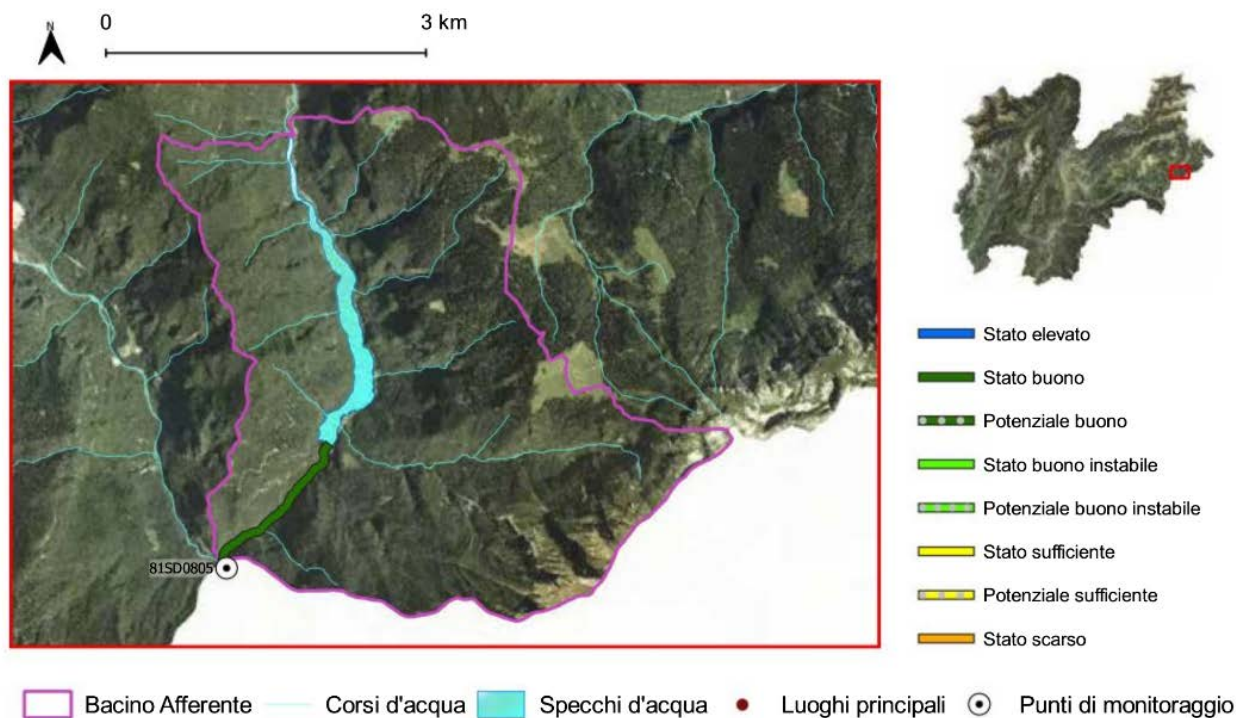 N
0
3 km
81SD0805
Stato elevato
Stato buono
Potenziale buono
Stato buono instabile
Potenziale buono instabile
Stato sufficiente
Potenziale sufficiente
Stato scarso
Bacino Afferente
Corsi d'acqua
Specchi d'acqua
Luoghi principali
Punti di monitoraggio